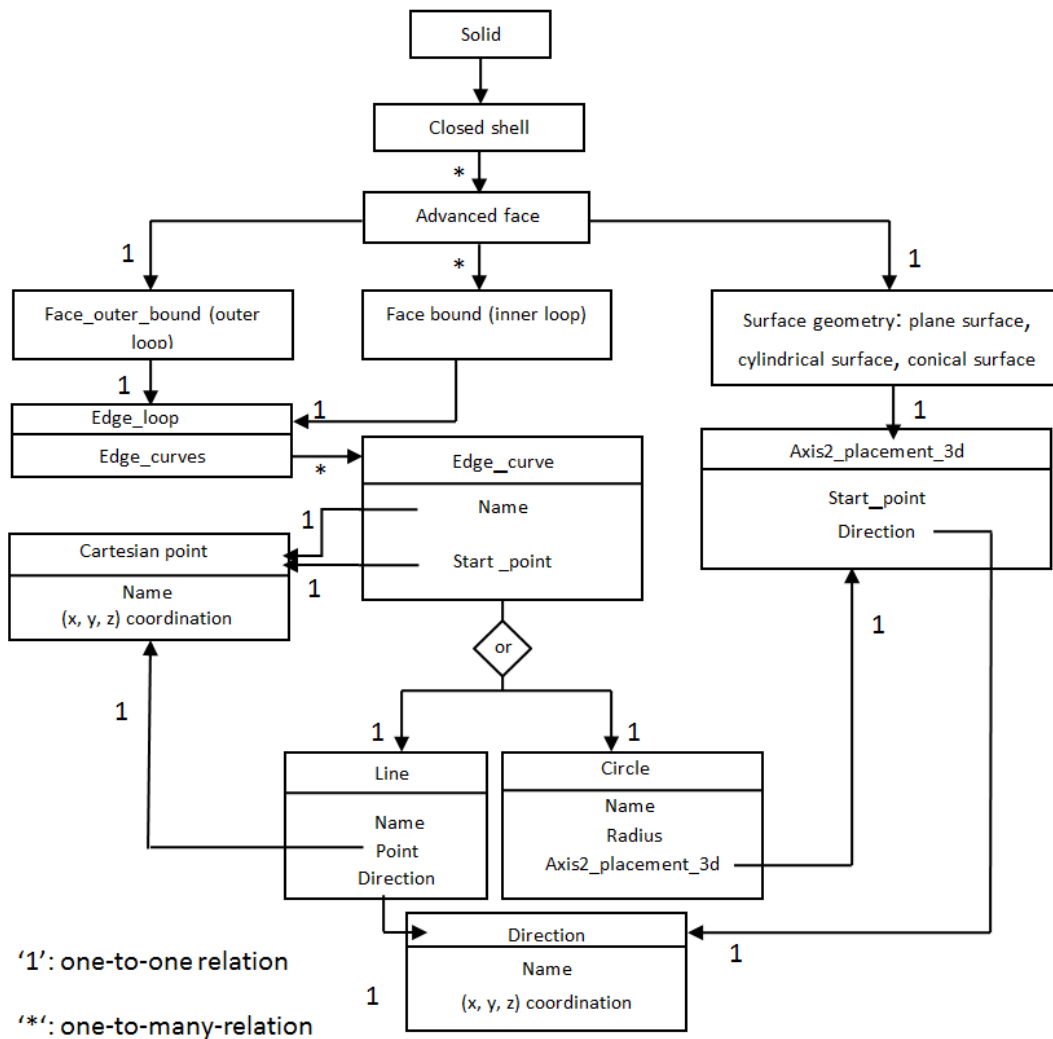 Solid
Closed shell
*
Advanced face
1
*
1
Face_outer_bound (outer
loop)
Face bound (inner loop)
Surface geometry: plane surface,
cylindrical surface, conical surface
1
1
1
Edge_loop
Edge_curves
*
Edge_curve
Name
Start _point
Axis2_placement_3d
Start_point
Direction
1
1
Cartesian point
Name
(x, y, z) coordination
or
1
1
1
1
Line
Name
Point
Direction
Circle
Name
Radius
Axis2_placement_3d
Direction
Name
(x, y, z) coordination
1
1
‘1’: one-to-one relation
‘*‘: one-to-many-relation